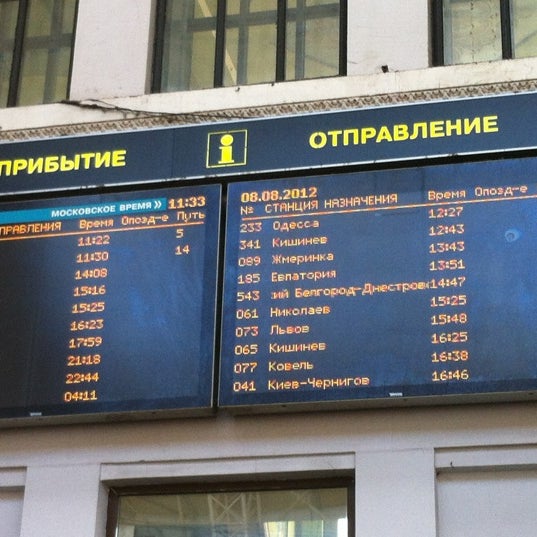 ПРИБЫТИЕ
i
ОТПРАВЛЕНИЕ
МОСКОВСКОЕ ВРЕМЯ » 11:33
ПРАВЛЕНИЯ Время Опозд-е Путь
11:22 5
11:30 14
14:08
15:16
15:25
16:23
17:59
21:18
22:44
04:11
08.08.2012
№ СТАНЦИЯ НАЗНАЧЕНИЯ Время Опозд-е
233 Одесса 12:27
341 Кишинев 12:43
089 Жмеринка 13:43
185 Евпатория 13:51
543 ий Белгород-Днестровс 14:47
061 Николаев 15:25
073 Львов 15:48
065 Кишинев 16:25
077 Ковель 16:38
041 Киев-Чернигов 16:46